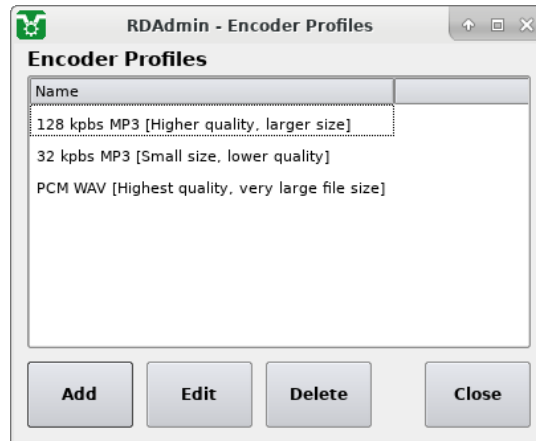 RDAdmin - Encoder Profiles
Encoder Profiles
Name
128 kpbs MP3 [Higher quality, larger size]
32 kpbs MP3 [Small size, lower quality]
PCM WAV [Highest quality, very large file size]
Add Edit Delete Close